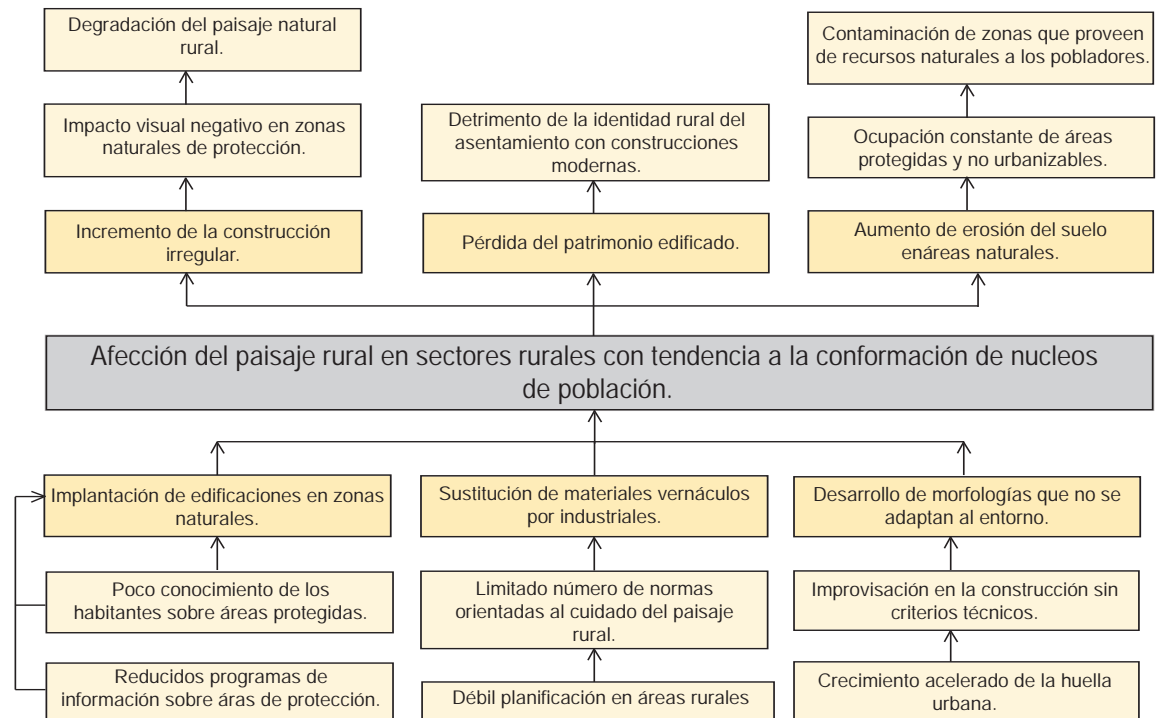 Degradación del paisaje natural
rural.
Contaminación de zonas que proveen
de recursos naturales a los pobladores.
Impacto visual negativo en zonas
naturales de protección.
Detrimento de la identidad rural del
asentamiento con construcciones
modernas.
Ocupación constante de áreas
protegidas y no urbanizables.
Incremento de la construcción
irregular.
Pérdida del patrimonio edificado.
Aumento de erosión del suelo
enáreas naturales.
Afección del paisaje rural en sectores rurales con tendencia a la conformación de nucleos
de población.
Implantación de edificaciones en zonas
naturales.
Sustitución de materiales vernáculos
por industriales.
Desarrollo de morfologías que no se
adaptan al entorno.
Poco conocimiento de los
habitantes sobre áreas protegidas.
Limitado número de normas
orientadas al cuidado del paisaje
rural.
Improvisación en la construcción sin
criterios técnicos.
Reducidos programas de
información sobre áras de protección.
Débil planificación en áreas rurales
Crecimiento acelerado de la huella
urbana.